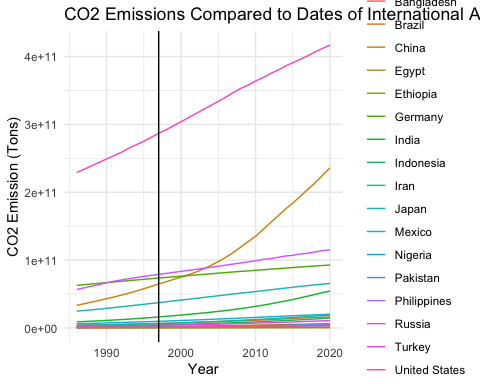 CO2 Emissions Compared to Dates of International A
Bangladesh
Brazil
China
Egypt
Ethiopia
Germany
India
Indonesia
Iran
Japan
Mexico
Nigeria
Pakistan
Philippines
Russia
Turkey
United States
CO2 Emission (Tons)
4e+11
3e+11
2e+11
1e+11
0e+00
1990 2000 2010 2020
Year